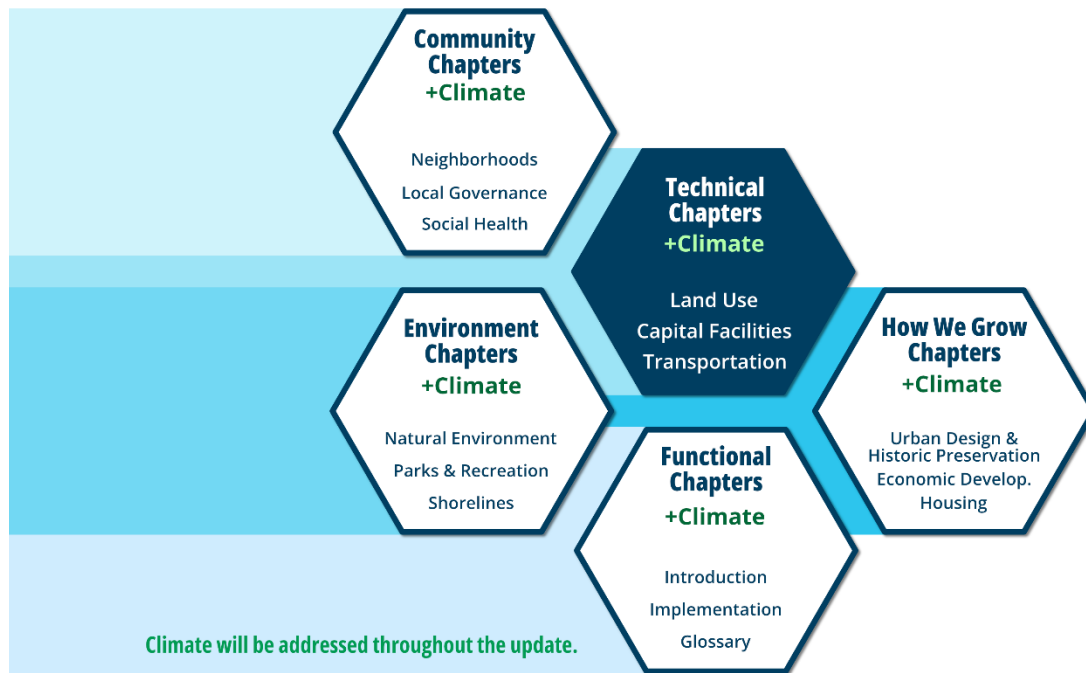 Community
Chapters
+Climate
Neighborhoods
Local Governance
Social Health
Technical
Chapters
+Climate
Land Use
Capital Facilities
Transportation
Environment
Chapters
+Climate
Natural Environment
Parks & Recreation
Shorelines
How We Grow
Chapters
+Climate
Urban Design &
Historic Preservation
Economic Develop.
Housing
Functional
Chapters
+Climate
Introduction
Implementation
Glossary
Climate will be addressed throughout the update.